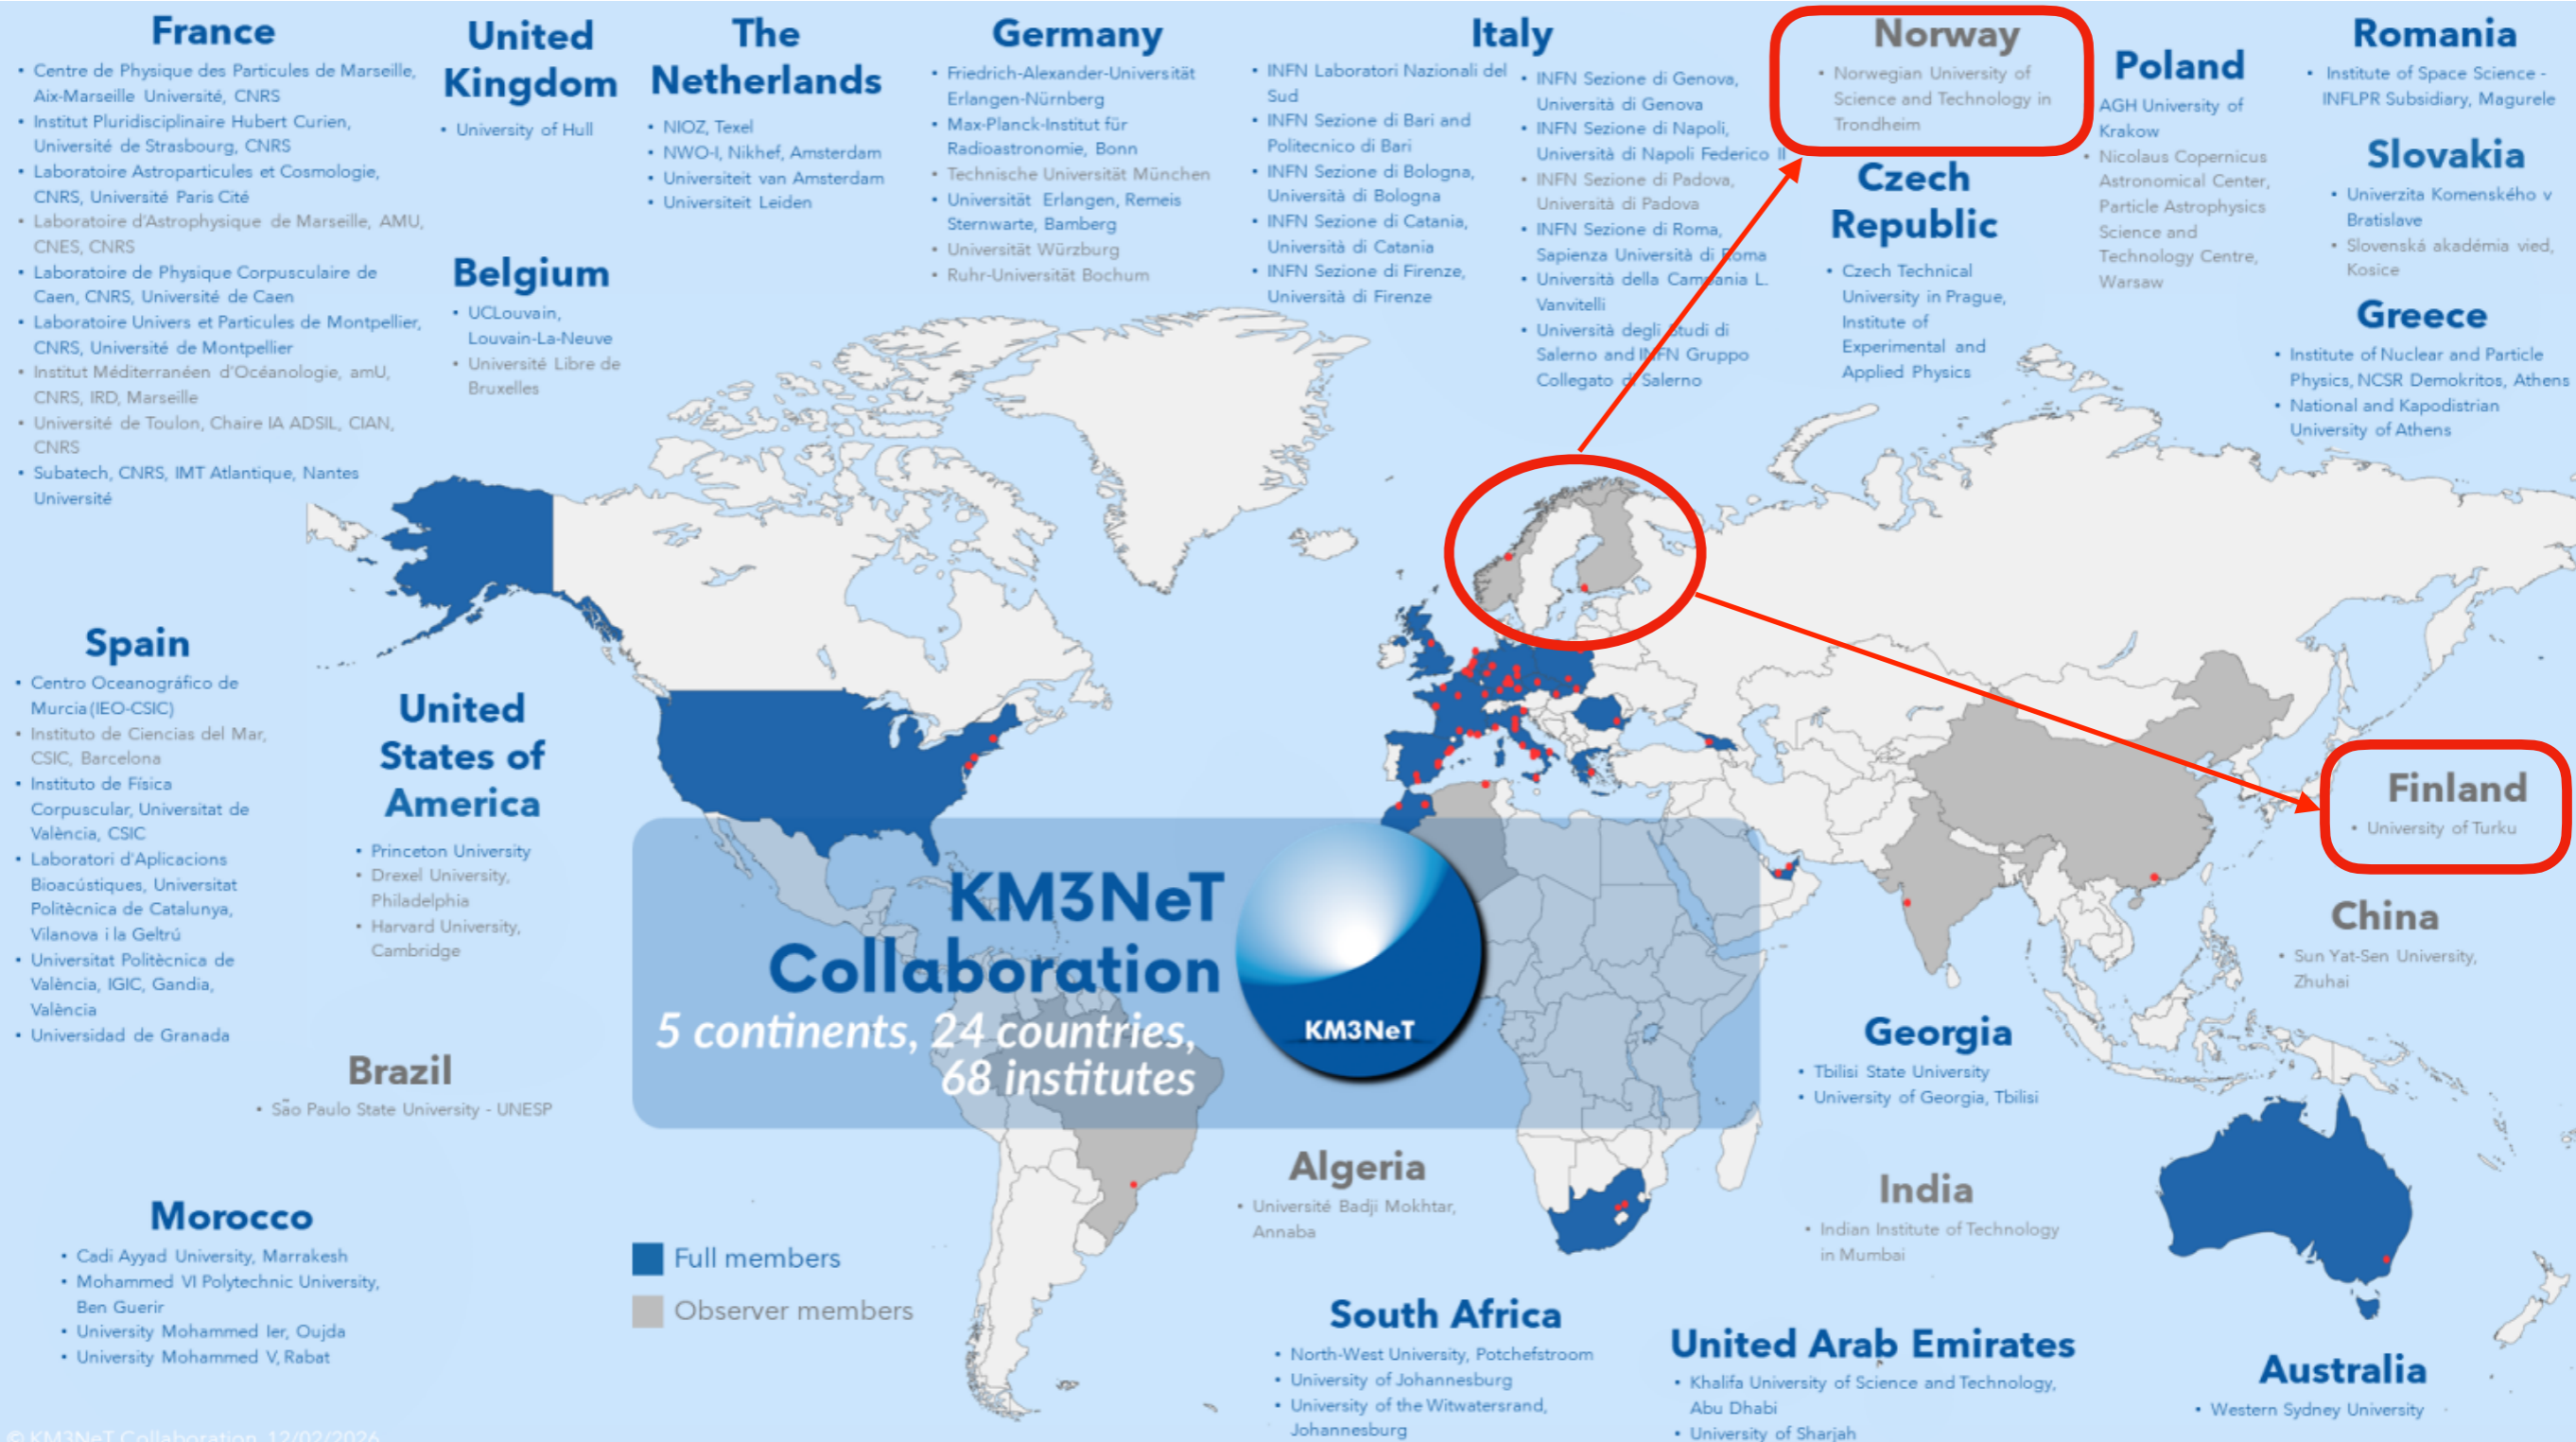 France
• Centre de Physique des Particules de Marseille,
Aix-Marseille Université, CNRS
• Institut Pluridisciplinaire Hubert Curien,
Université de Strasbourg, CNRS
• Laboratoire Astroparticules et Cosmologie,
CNRS, Université Paris Cité
• Laboratoire d'Astrophysique de Marseille, AMU,
CNES, CNRS
• Laboratoire de Physique Corpusculaire de
Caen, CNRS, Université de Caen
• Laboratoire Univers et Particules de Montpellier,
CNRS, Université de Montpellier
• Institut Méditerranéen d'Océanologie, amU,
CNRS, IRD, Marseille
• Université de Toulon, Chaire IA ADSIL, CIAN,
CNRS
• Subatech, CNRS, IMT Atlantique, Nantes
Université
United
Kingdom
• University of Hull
The
Netherlands
• NIOZ, Texel
• NWO-I, Nikhef, Amsterdam
• Universiteit van Amsterdam
• Universiteit Leiden
Belgium
• UCLouvain,
Louvain-La-Neuve
• Université Libre de
Bruxelles
Germany
• Friedrich-Alexander-Universität
Erlangen-Nürnberg
• Max-Planck-Institut für
Radioastronomie, Bonn
• Technische Universität München
• Universität Erlangen, Remeis
Sternwarte, Bamberg
• Universität Würzburg
• Ruhr-Universität Bochum
Italy
• INFN Laboratori Nazionali del
Sud
• INFN Sezione di Bari and
Politecnico di Bari
• INFN Sezione di Bologna,
Università di Bologna
• INFN Sezione di Catania,
Università di Catania
• INFN Sezione di Firenze,
Università di Firenze
• INFN Sezione di Genova,
Università di Genova
• INFN Sezione di Napoli,
Università di Napoli Federico II
• INFN Sezione di Padova,
Università di Padova
• INFN Sezione di Roma,
Sapienza Università di Roma
• Università della Campania L.
Vanvitelli
• Università degli Studi di
Salerno and INFN Gruppo
Collegato di Salerno
Norway
• Norwegian University of
Science and Technology in
Trondheim
Czech
Republic
• Czech Technical
University in Prague,
Institute of
Experimental and
Applied Physics
Poland
AGH University of
Krakow
• Nicolaus Copernicus
Astronomical Center,
Particle Astrophysics
Science and
Technology Centre,
Warsaw
Romania
• Institute of Space Science -
INFLPR Subsidiary, Magurele
Slovakia
• Univerzita Komenského v
Bratislave
• Slovenská akadémia vied,
Kosice
Greece
• Institute of Nuclear and Particle
Physics, NCSR Demokritos, Athens
• National and Kapodistrian
University of Athens
Spain
• Centro Oceanográfico de
Murcia (IEO-CSIC)
• Instituto de Ciencias del Mar,
CSIC, Barcelona
• Instituto de Física
Corpuscular, Universitat de
València, CSIC
• Laboratori d'Aplicacions
Bioacústiques, Universitat
Politècnica de Catalunya,
Vilanova i la Geltrú
• Universitat Politècnica de
València, IGIC, Gandia,
València
• Universidad de Granada
United
States of
America
• Princeton University
• Drexel University,
Philadelphia
• Harvard University,
Cambridge
Brazil
• São Paulo State University - UNESP
Morocco
• Cadi Ayyad University, Marrakesh
• Mohammed VI Polytechnic University,
Ben Guerir
• University Mohammed Ier, Oujda
• University Mohammed V, Rabat
KM3NeT
Collaboration
5 continents, 24 countries,
68 institutes
KM3NeT
Full members
Observer members
Finland
• University of Turku
China
• Sun Yat-Sen University,
Zhuhai
Georgia
• Tbilisi State University
• University of Georgia, Tbilisi
Algeria
• Université Badji Mokhtar,
Annaba
India
• Indian Institute of Technology
in Mumbai
South Africa
• North-West University, Potchefstroom
• University of Johannesburg
• University of the Witwatersrand,
Johannesburg
United Arab Emirates
• Khalifa University of Science and Technology,
Abu Dhabi
• University of Sharjah
Australia
• Western Sydney University
© KM3NeT Collaboration, 12/02/2026